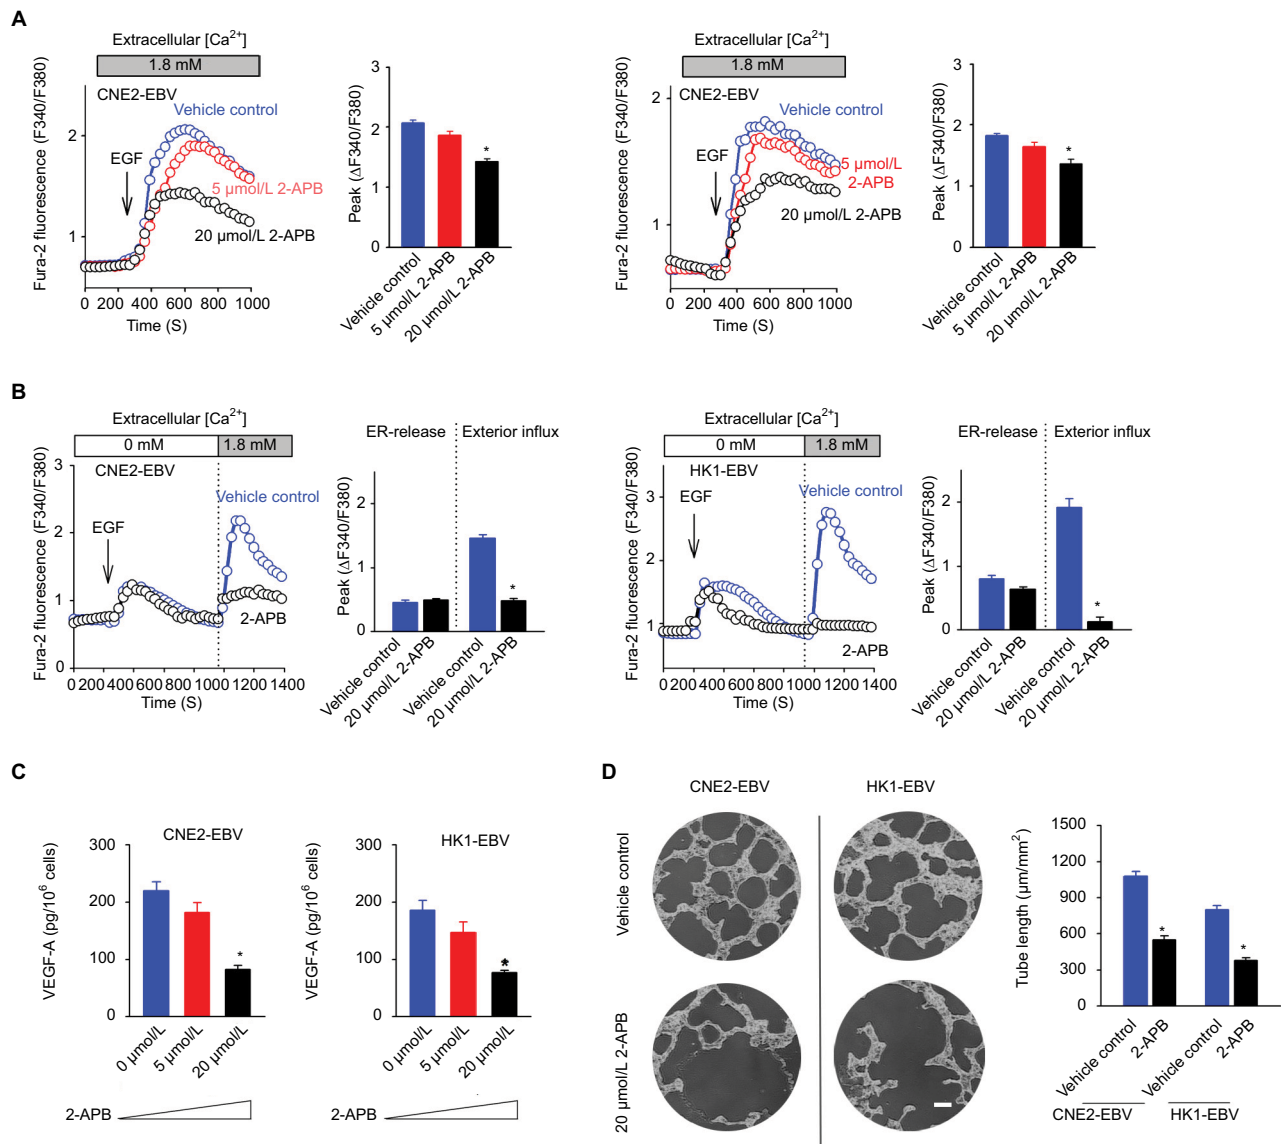 A
Extracellular [Ca2+]
1.8 mM
CNE2-EBV
Vehicle control
EGF
5 µmol/L 2-APB
20 µmol/L 2-APB
Fura-2 fluorescence (F340/F380)
2
1
0 200 400 600 800 1000
Time (S)
Peak (ΔF340/F380)
3
2
1
0
*
Vehicle control
5 µmol/L 2-APB
20 µmol/L 2-APB
Extracellular [Ca2+]
1.8 mM
CNE2-EBV
Vehicle control
EGF
5 µmol/L
2-APB
20 µmol/L 2-APB
Fura-2 fluorescence (F340/F380)
2
1
0 200 400 600 800 1000
Time (S)
Peak (ΔF340/F380)
3
2
1
0
*
Vehicle control
5 µmol/L 2-APB
20 µmol/L 2-APB
B
Extracellular [Ca2+]
0 mM
1.8 mM
CNE2-EBV
Vehicle control
EGF
2-APB
Fura-2 fluorescence (F340/F380)
3
2
1
0
0 200 400 600 800 1000 1400
Time (S)
ER-release
Exterior influx
Peak (ΔF340/F380)
3
2
1
0
*
Vehicle control
20 µmol/L 2-APB
Vehicle control
20 µmol/L 2-APB
Extracellular [Ca2+]
0 mM
1.8 mM
HK1-EBV
Vehicle control
EGF
2-APB
Fura-2 fluorescence (F340/F380)
3
2
1
0 200 400 600 800 1000 1400
Time (S)
ER-release
Exterior influx
Peak (ΔF340/F380)
2
1
0
*
Vehicle control
20 µmol/L 2-APB
Vehicle control
20 µmol/L 2-APB
C
CNE2-EBV
VEGF-A (pg/10^6 cells)
300
200
100
0
*
0 µmol/L
5 µmol/L
20 µmol/L
2-APB
HK1-EBV
VEGF-A (pg/10^6 cells)
300
200
100
0
*
0 µmol/L
5 µmol/L
20 µmol/L
2-APB
D
CNE2-EBV
HK1-EBV
Vehicle control
20 µmol/L 2-APB
Tube length (µm/mm2)
1500
1200
900
600
300
0
*
*
Vehicle control
2-APB
Vehicle control
2-APB
CNE2-EBV
HK1-EBV